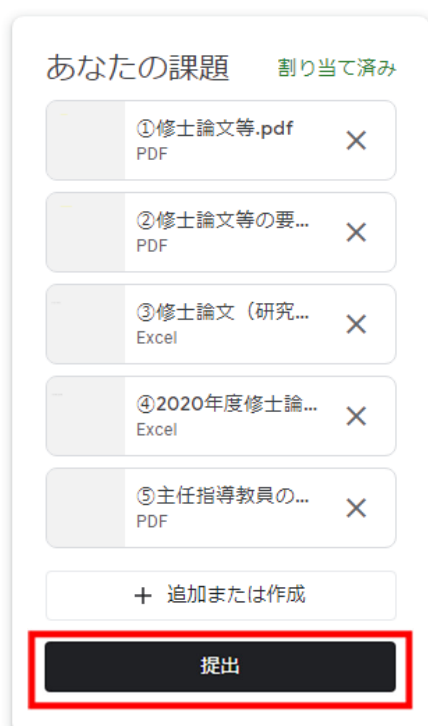 あなたの課題 割り当て済み
①修士論文等.pdf
PDF
②修士論文等の要...
PDF
③修士論文（研究...
Excel
④2020年度修士論...
Excel
⑤主任指導教員の...
PDF
+ 追加または作成
提出